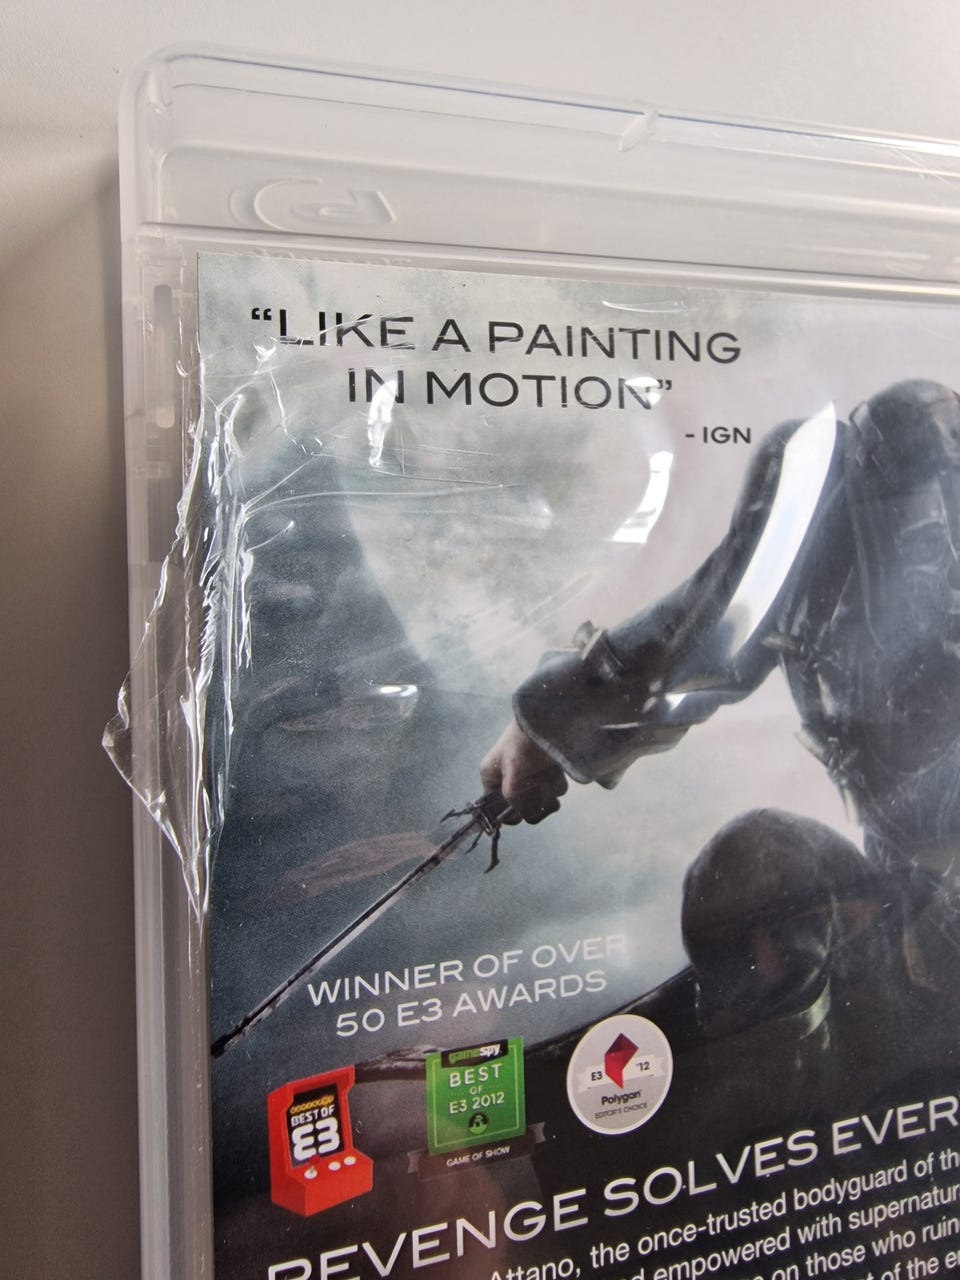 “LIKE A PAINTING
IN MOTION”
- IGN
WINNER OF OVER
50 E3 AWARDS
BEST OF
E3
gamespy.
BEST
OF
E3 2012
GAME OF SHOW
E3 '12
Polygon
EDITOR'S CHOICE
REVENGE SOLVES EVER
Attano, the once-trusted bodyguard of th
empowered with supernatur
on those who ruin
of the e